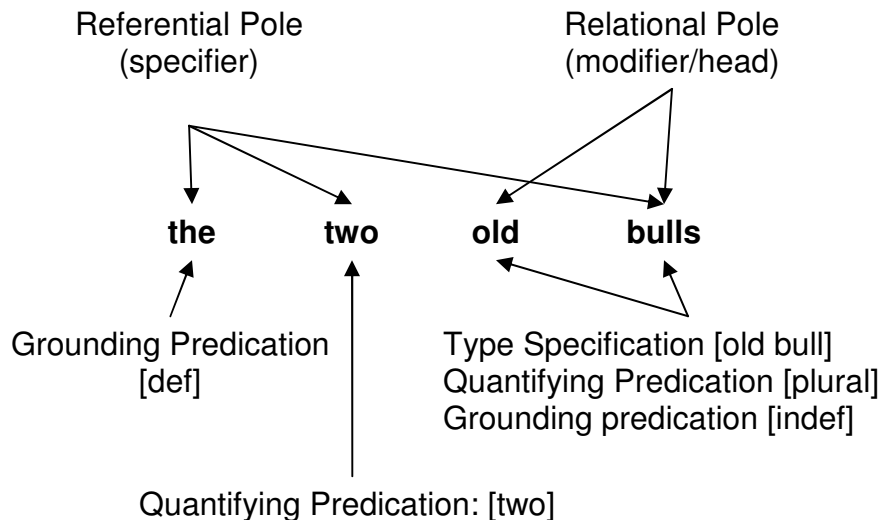 Referential Pole
(specifier)
Relational Pole
(modifier/head)
the two old bulls
Grounding Predication
[def]
Type Specification [old bull]
Quantifying Predication [plural]
Grounding predication [indef]
Quantifying Predication: [two]